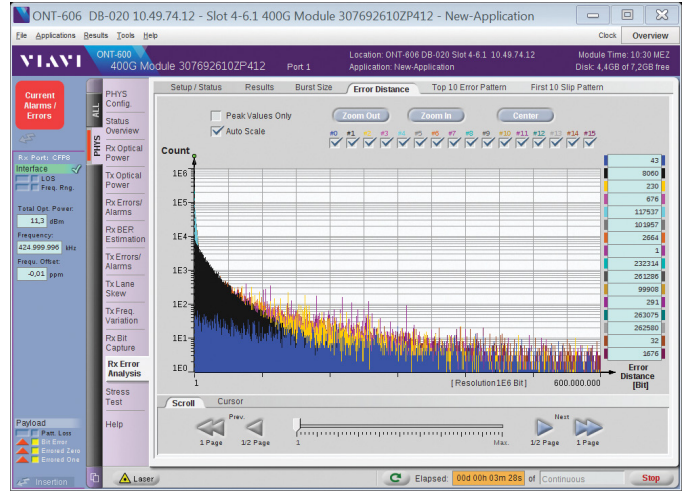 ONT-606 DB-020 10.49.74.12 - Slot 4-6.1 400G Module 307692610ZP412 - New-Application
File Applications Results Tools Help Clock Overview
VIAVI
ONT-600
400G Module 307692610ZP412 Port 1
Location: ONT-606 DB-020 Slot 4-6.1 10.49.74.12
Application: New-Application
Module Time: 10:30 MEZ
Disk: 4,4GB of 7,2GB free
Current
Alarms /
Errors
Rx Port: CFP8
Interface
LOS
Freq. Rng.
Total Opt. Power:
11,3 dBm
Frequency:
424 999 996 kHz
Frequ. Offset:
-0,01 ppm
Payload
Patt. Loss
Bit Error
Errored Zero
Errored One
Insertion
ALL
PHYS
PHYS
Config.
Status
Overview
Rx Optical
Power
Tx Optical
Power
Rx Errors/
Alarms
Rx BER
Estimation
Tx Errors/
Alarms
Tx Lane
Skew
Tx Freq.
Variation
Rx Bit
Capture
Rx Error
Analysis
Stress
Test
Help
Setup / Status Results Burst Size Error Distance Top 10 Error Pattern First 10 Slip Pattern
Peak Values Only
Auto Scale
Zoom Out Zoom In Center
#0 #1 #2 #3 #4 #5 #6 #7 #8 #9 #10 #11 #12 #13 #14 #15
Count
1E6
1E5
1E4
1E3
1E2
1E1
1E0
1 [Resolution 1E6 Bit] 600.000.000
43
8060
230
676
117537
101957
2664
1
232314
261286
99908
291
263075
262580
32
1676
Error
Distance
[Bit]
Scroll Cursor
Prev. Next
1 Page 1/2 Page 1 Max. 1/2 Page 1 Page
Laser
Elapsed: 00d 00h 03m 28s of Continuous Stop